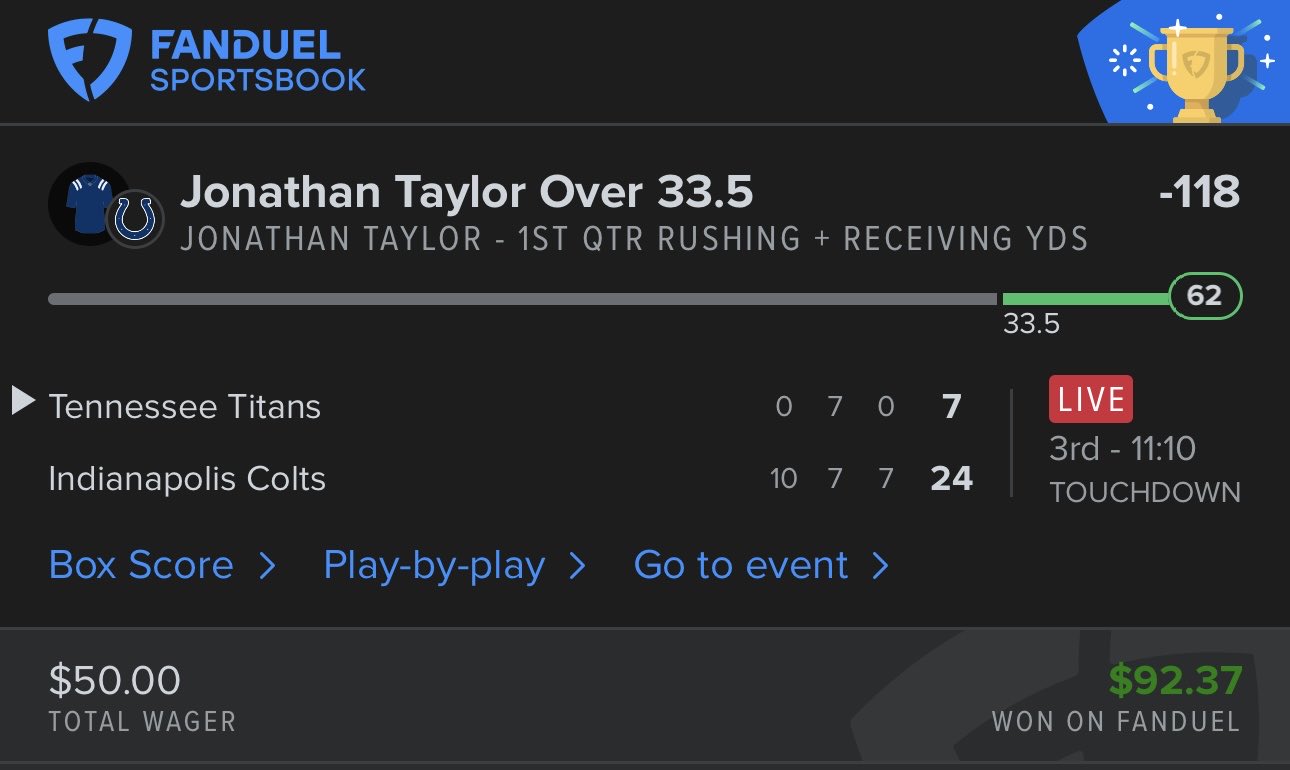 FANDUEL
SPORTSBOOK
Jonathan Taylor Over 33.5 -118
JONATHAN TAYLOR - 1ST QTR RUSHING + RECEIVING YDS
62
33.5
Tennessee Titans 0 7 0 7
Indianapolis Colts 10 7 7 24
LIVE
3rd - 11:10
TOUCHDOWN
Box Score > Play-by-play > Go to event >
$50.00 $92.37
TOTAL WAGER WON ON FANDUEL